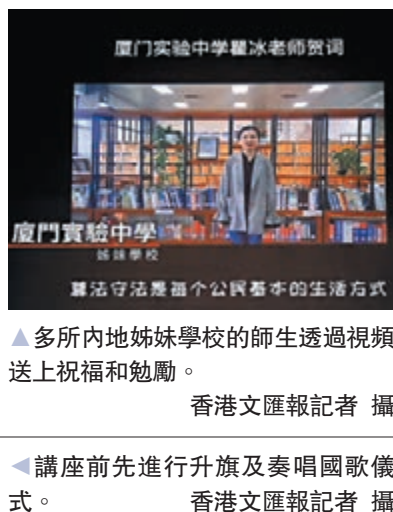 厦门实验中学瞿冰老师贺词
廈門實驗中學
姊妹學校
尊法守法是每个公民基本的生活方式
▲多所內地姊妹學校的師生透過視頻
送上祝福和勉勵。
香港文匯報記者 攝
◀講座前先進行升旗及奏唱國歌儀
式。 香港文匯報記者 攝